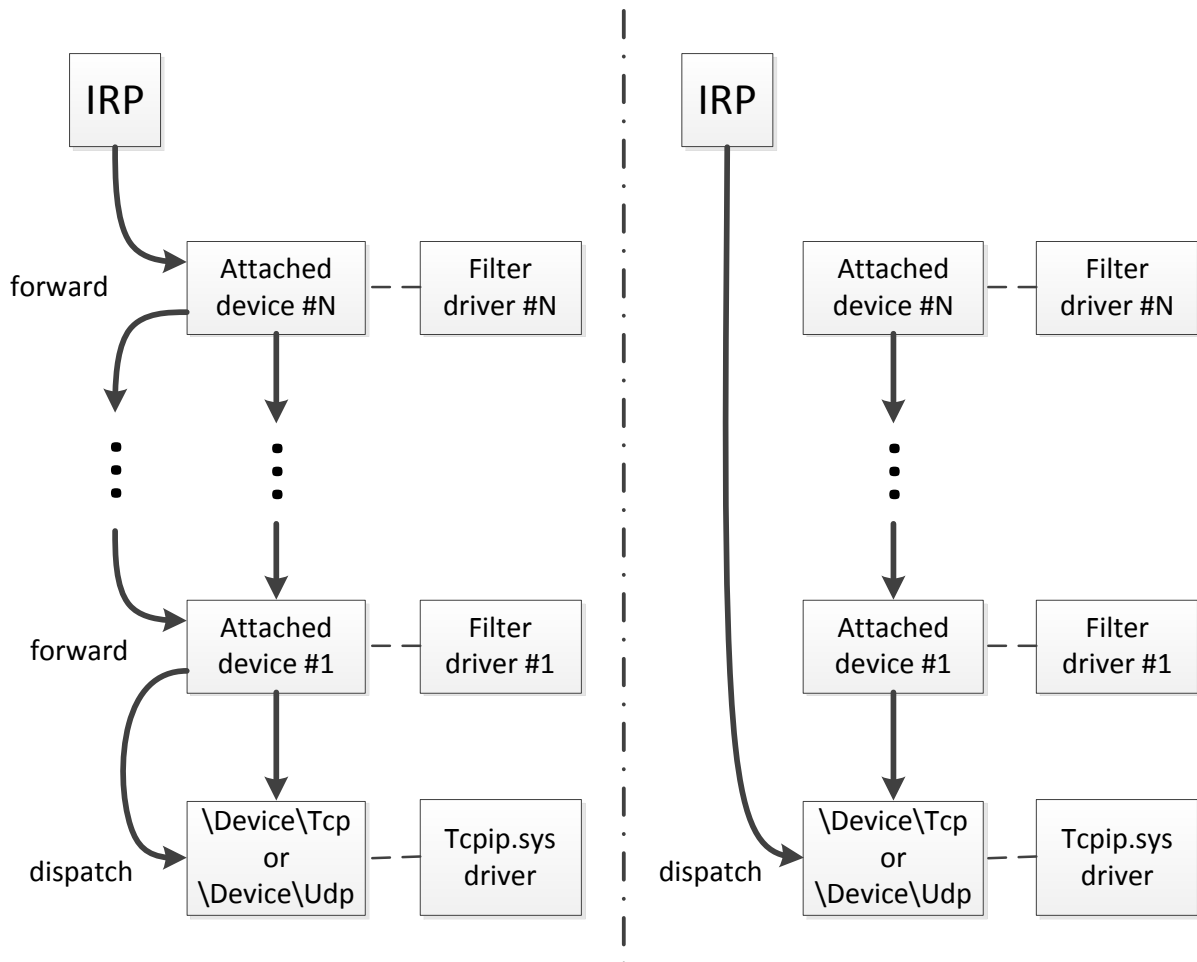 IRP
forward
Attached
device #N
Filter
driver #N
forward
Attached
device #1
Filter
driver #1
dispatch
\Device\Tcp
or
\Device\Udp
Tcpip.sys
driver
IRP
Attached
device #N
Filter
driver #N
Attached
device #1
Filter
driver #1
dispatch
\Device\Tcp
or
\Device\Udp
Tcpip.sys
driver